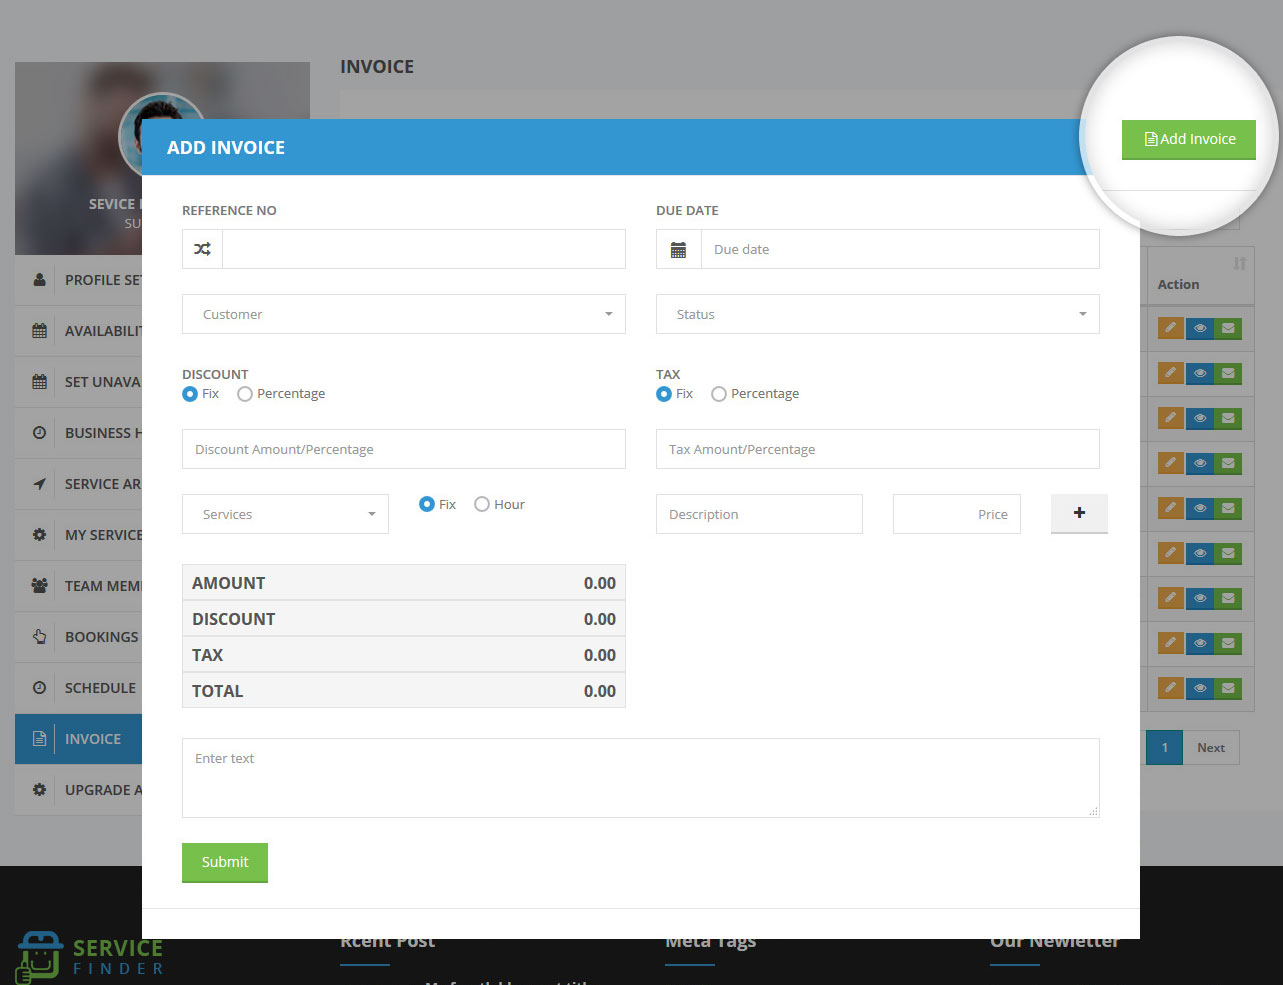 INVOICE
Add Invoice
ADD INVOICE
SEVICE
SU
REFERENCE NO
DUE DATE
Due date
Customer
Status
Action
PROFILE SE
AVAILABILI
SET UNAVA
BUSINESS H
SERVICE AR
MY SERVICE
TEAM MEM
BOOKINGS
SCHEDULE
INVOICE
UPGRADE A
DISCOUNT
Fix Percentage
TAX
Fix Percentage
Discount Amount/Percentage
Tax Amount/Percentage
Services
Fix Hour
Description
Price
AMOUNT 0.00
DISCOUNT 0.00
TAX 0.00
TOTAL 0.00
1 Next
Enter text
Submit
SERVICE
FINDER
Rcent Post
Meta Tags
Our Newletter